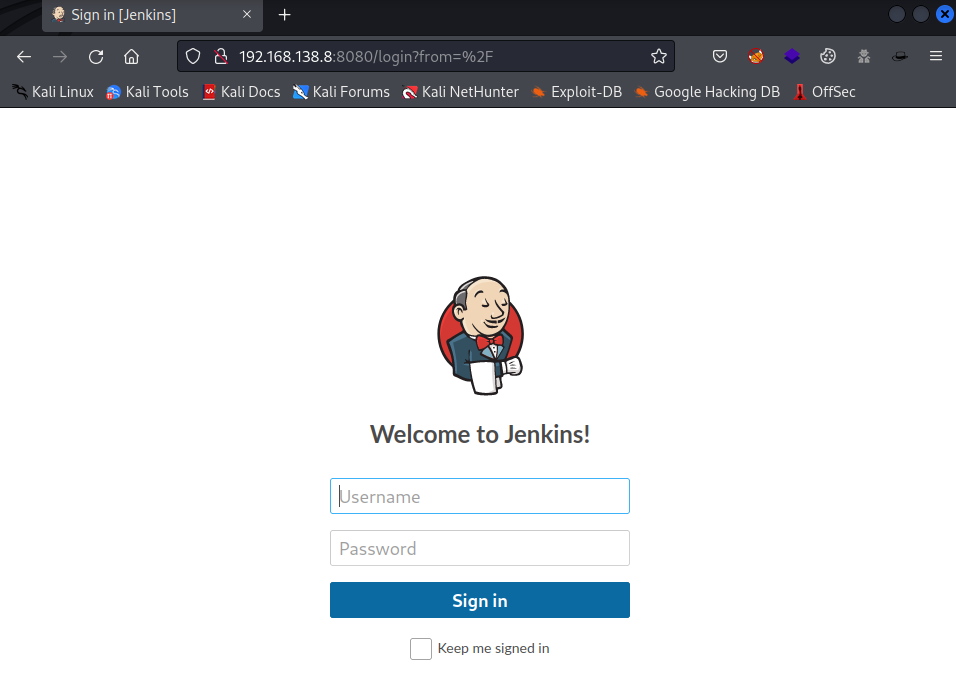 Sign in [Jenkins]
192.168.138.8:8080/login?from=%2F
Kali Linux Kali Tools Kali Docs Kali Forums Kali NetHunter Exploit-DB Google Hacking DB OffSec
Welcome to Jenkins!
Username
Password
Sign in
Keep me signed in